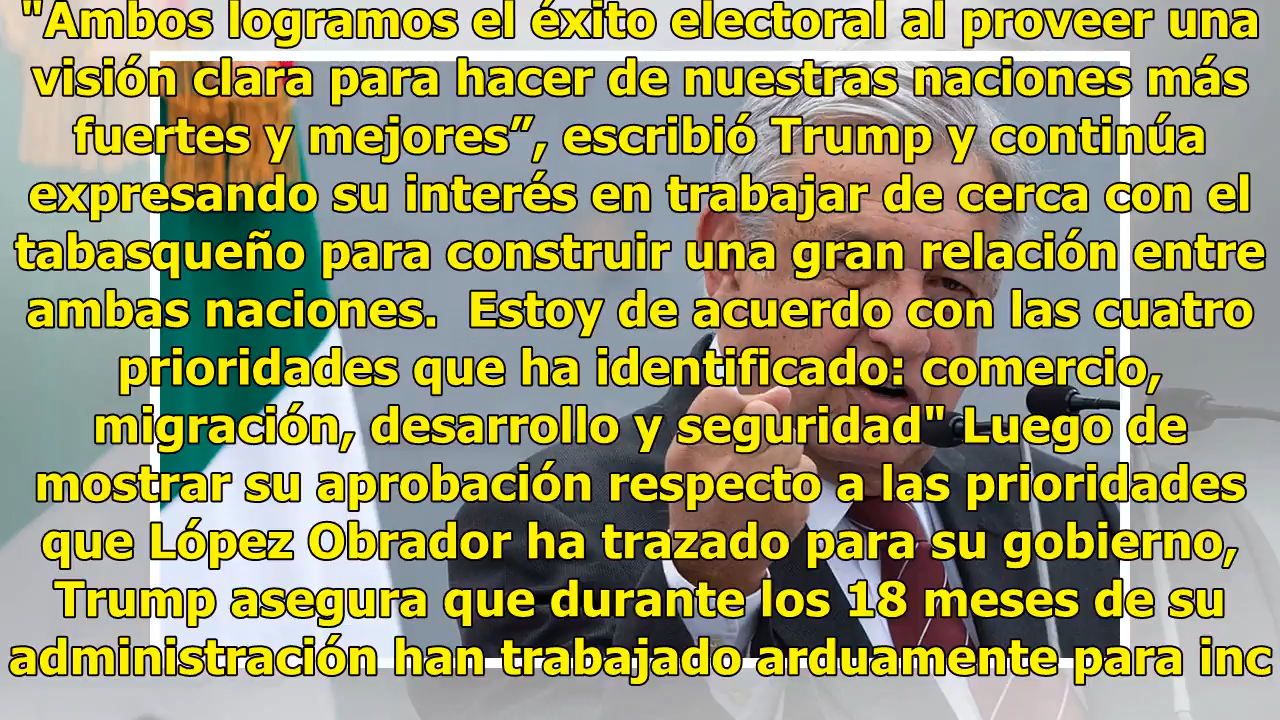 "Ambos logramos el éxito electoral al proveer una
visión clara para hacer de nuestras naciones más
fuertes y mejores”, escribió Trump y continúa
expresando su interés en trabajar de cerca con el
tabasqueño para construir una gran relación entre
ambas naciones.  Estoy de acuerdo con las cuatro
prioridades que ha identificado: comercio,
migración, desarrollo y seguridad" Luego de
mostrar su aprobación respecto a las prioridades
que López Obrador ha trazado para su gobierno,
Trump asegura que durante los 18 meses de su
administración han trabajado arduamente para inc